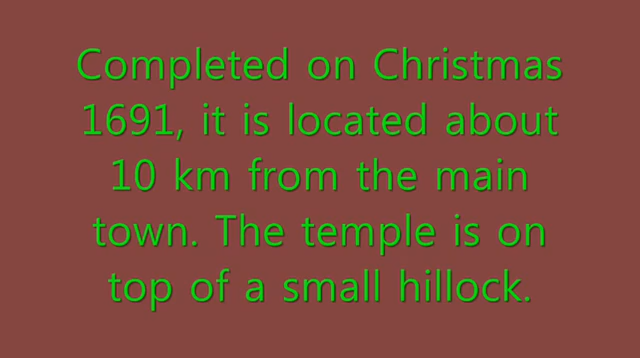 Completed on Christmas
1691, it is located about
10 km from the main
town. The temple is on
top of a small hillock.